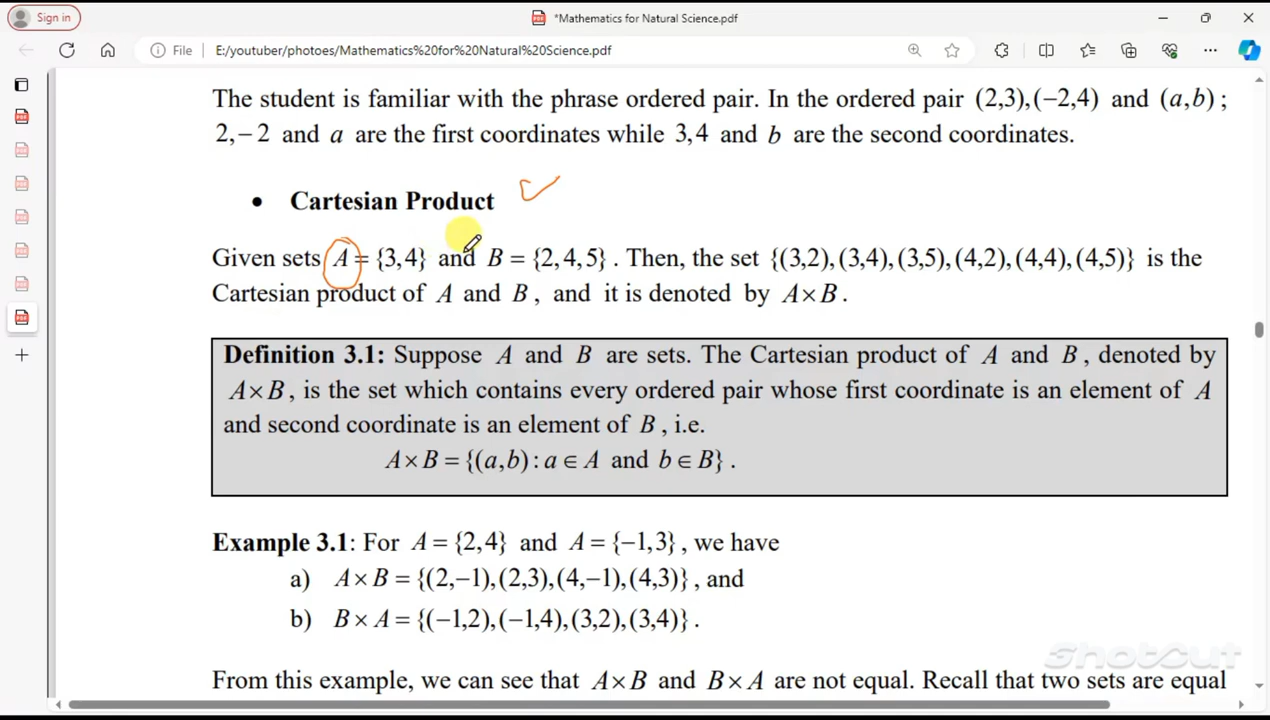 Sign in
*Mathematics for Natural Science.pdf
File
E:/youtuber/photoes/Mathematics%20for%20Natural%20Science.pdf
The student is familiar with the phrase ordered pair. In the ordered pair (2,3),(−2,4) and (a,b);
2,−2 and a are the first coordinates while 3,4 and b are the second coordinates.
• Cartesian Product
Given sets A = {3,4} and B = {2,4,5}. Then, the set {(3,2),(3,4),(3,5),(4,2),(4,4),(4,5)} is the
Cartesian product of A and B, and it is denoted by A×B.
Definition 3.1: Suppose A and B are sets. The Cartesian product of A and B, denoted by
A×B, is the set which contains every ordered pair whose first coordinate is an element of A
and second coordinate is an element of B, i.e.
A×B = {(a,b) : a ∈ A and b ∈ B}.
Example 3.1: For A = {2,4} and A = {−1,3}, we have
a) A×B = {(2,−1),(2,3),(4,−1),(4,3)}, and
b) B×A = {(−1,2),(−1,4),(3,2),(3,4)}.
Shotcut
From this example, we can see that A×B and B×A are not equal. Recall that two sets are equal